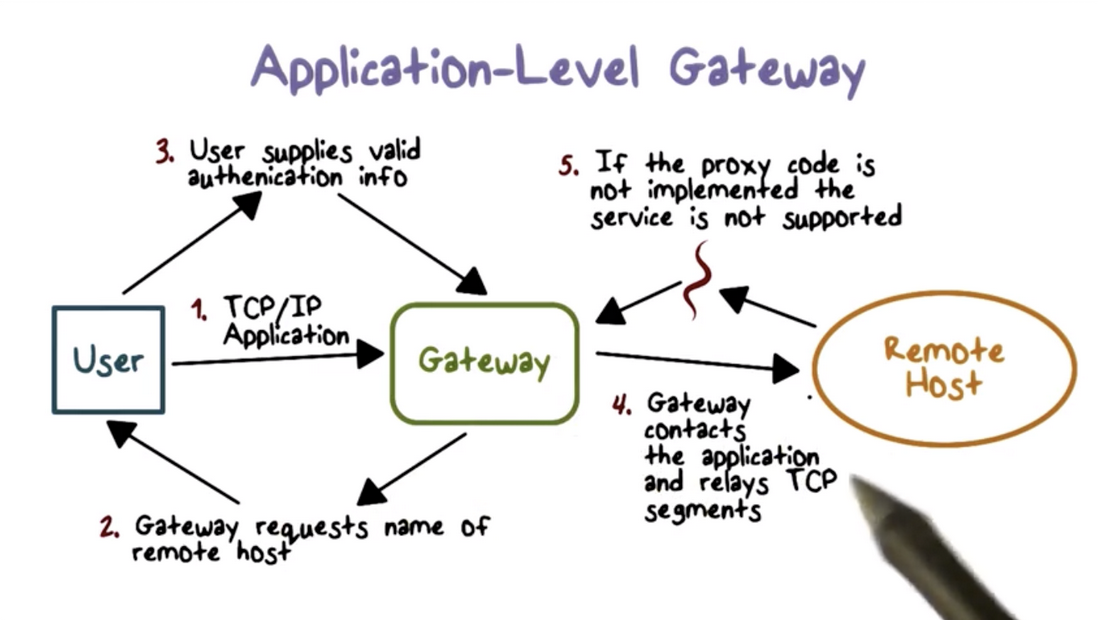 Application-Level Gateway
3. User supplies valid
authenication info
5. If the proxy code is
not implemented the
service is not supported
1. TCP/IP
Application
User
Gateway
Remote
Host
4. Gateway
contacts
the application
and relays TCP
segments
2. Gateway requests name of
remote host